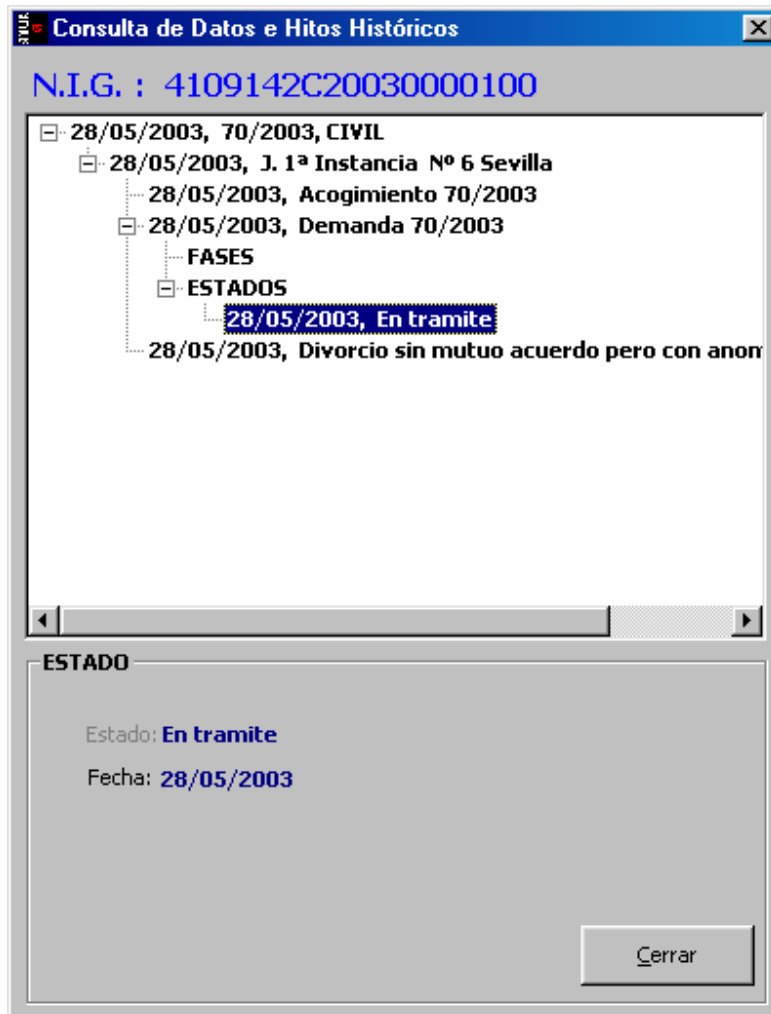 Consulta de Datos e Hitos Históricos
N.I.G. : 4109142C20030000100
28/05/2003, 70/2003, CIVIL
28/05/2003, J. 1ª Instancia Nº 6 Sevilla
28/05/2003, Acogimiento 70/2003
28/05/2003, Demanda 70/2003
FASES
ESTADOS
28/05/2003, En tramite
28/05/2003, Divorcio sin mutuo acuerdo pero con anom
ESTADO
Estado: En tramite
Fecha: 28/05/2003
Cerrar